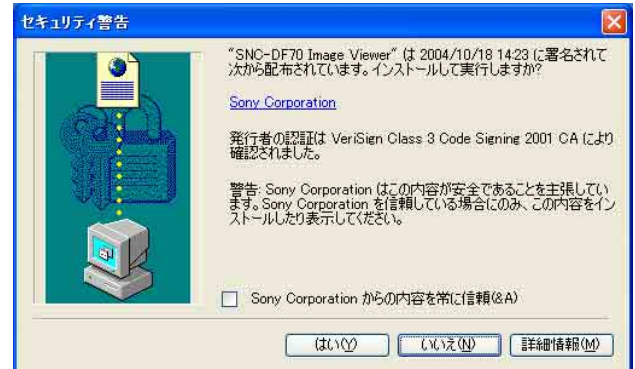 セキュリティ警告
"SNC-DF70 Image Viewer" は 2004/10/18 14:23 に署名されて
次から配布されています。インストールして実行しますか?
Sony Corporation
発行者の認証は VeriSign Class 3 Code Signing 2001 CA により
確認されました。
警告: Sony Corporation はこの内容が安全であることを主張してい
ます。Sony Corporation を信頼している場合にのみ、この内容をイン
ストールしたり表示してください。
Sony Corporation からの内容を常に信頼(&A)
はい(Y)
いいえ(N)
詳細情報(M)